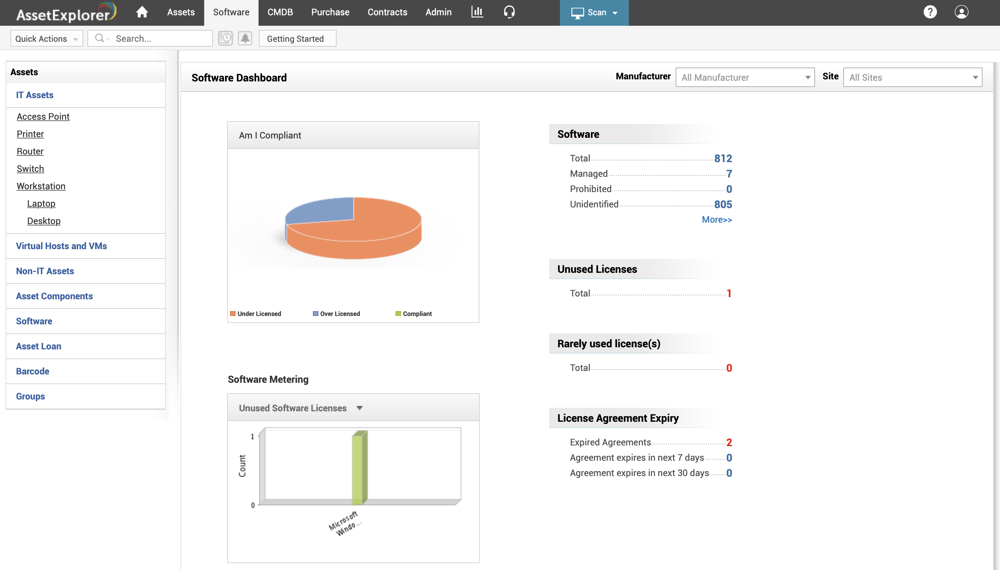 AssetExplorer
Assets
Software
CMDB
Purchase
Contracts
Admin
Scan
?
Quick Actions
Search...
Getting Started
Assets
IT Assets
Access Point
Printer
Router
Switch
Workstation
Laptop
Desktop
Virtual Hosts and VMs
Non-IT Assets
Asset Components
Software
Asset Loan
Barcode
Groups
Software Dashboard
Manufacturer
All Manufacturer
Site
All Sites
Am I Compliant
Under Licensed
Over Licensed
Compliant
Software Metering
Unused Software Licenses
1
Count
0
Microsoft
Windo ...
Software
Total 812
Managed 7
Prohibited 0
Unidentified 805
More>>
Unused Licenses
Total 1
Rarely used license(s)
Total 0
License Agreement Expiry
Expired Agreements 2
Agreement expires in next 7 days 0
Agreement expires in next 30 days 0